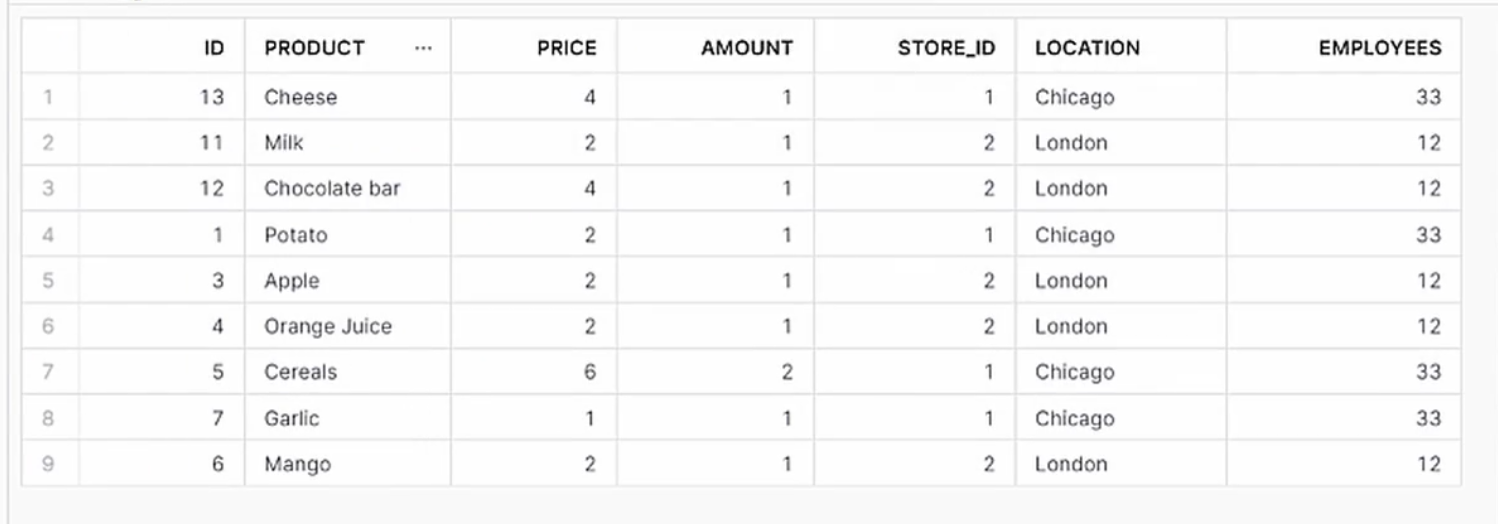 ID PRODUCT ... PRICE AMOUNT STORE_ID LOCATION EMPLOYEES
1 13 Cheese 4 1 1 Chicago 33
2 11 Milk 2 1 2 London 12
3 12 Chocolate bar 4 1 2 London 12
4 1 Potato 2 1 1 Chicago 33
5 3 Apple 2 1 2 London 12
6 4 Orange Juice 2 1 2 London 12
7 5 Cereals 6 2 1 Chicago 33
8 7 Garlic 1 1 1 Chicago 33
9 6 Mango 2 1 2 London 12